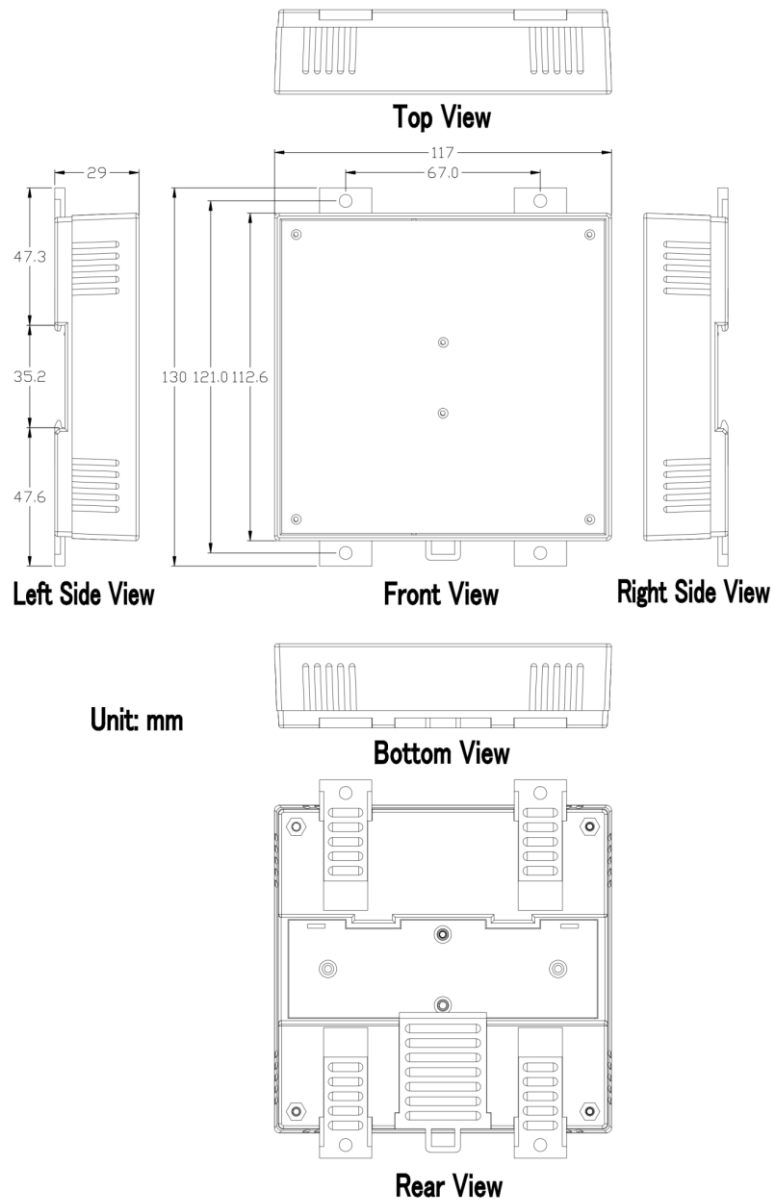 Top View
117
67.0
29
47.3
35.2
47.6
130
121.0
112.6
Left Side View
Front View
Right Side View
Unit: mm
Bottom View
Rear View